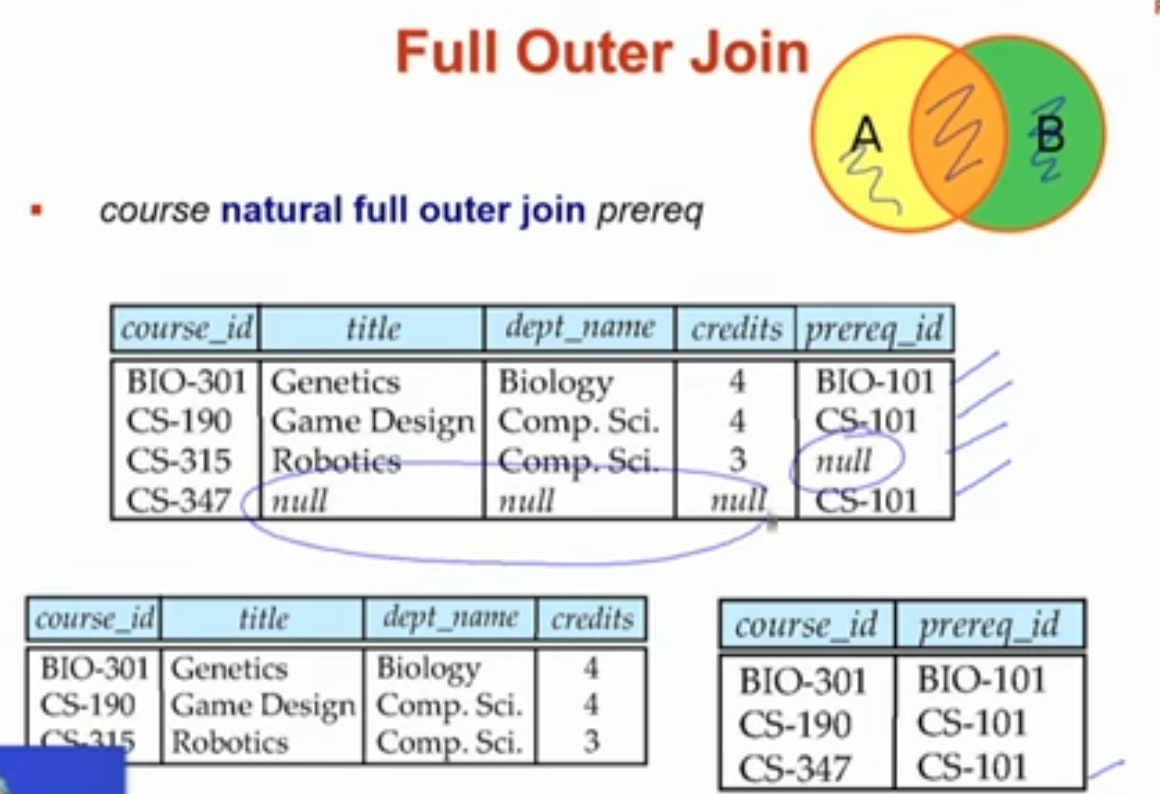 Full Outer Join
A B
▪ course natural full outer join prereq
course_id title dept_name credits prereq_id
BIO-301 Genetics Biology 4 BIO-101
CS-190 Game Design Comp. Sci. 4 CS-101
CS-315 Robotics Comp. Sci. 3 null
CS-347 null null null CS-101
course_id title dept_name credits
BIO-301 Genetics Biology 4
CS-190 Game Design Comp. Sci. 4
CS-315 Robotics Comp. Sci. 3
course_id prereq_id
BIO-301 BIO-101
CS-190 CS-101
CS-347 CS-101